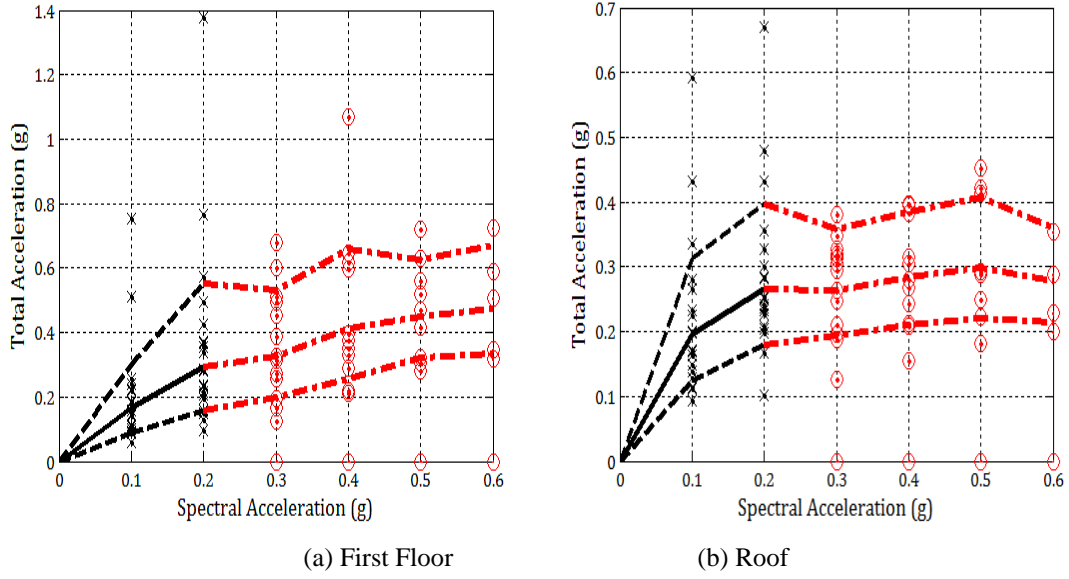 1.4
1.2
1
0.8
0.6
0.4
0.2
0
Total Acceleration (g)
0 0.1 0.2 0.3 0.4 0.5 0.6
Spectral Acceleration (g)
(a) First Floor
0.7
0.6
0.5
0.4
0.3
0.2
0.1
0
Total Acceleration (g)
0 0.1 0.2 0.3 0.4 0.5 0.6
Spectral Acceleration (g)
(b) Roof